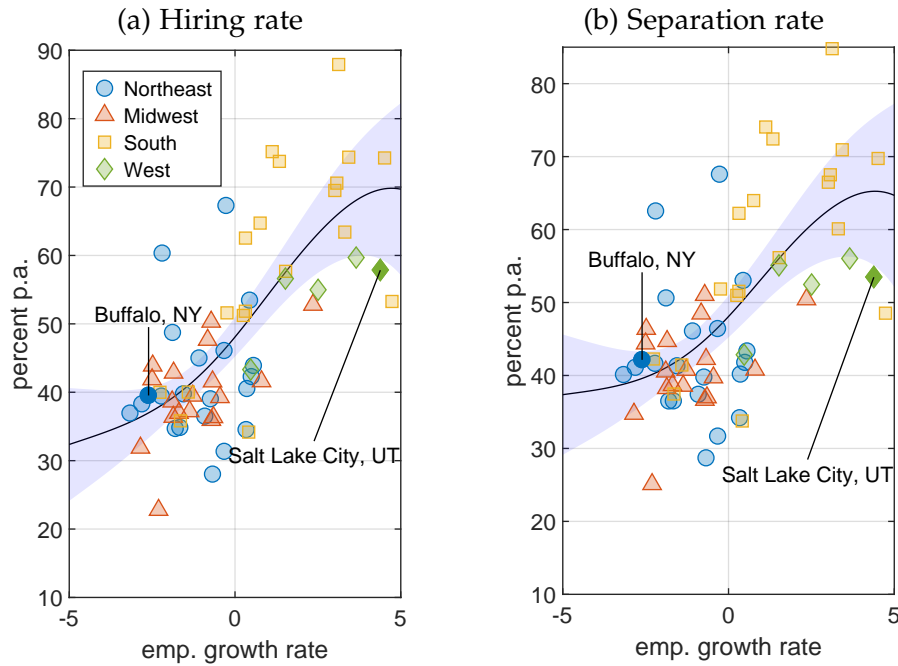 (a) Hiring rate
90
80
70
60
50
40
30
20
10
percent p.a.
Northeast
Midwest
South
West
Buffalo, NY
Salt Lake City, UT
-5
0
5
emp. growth rate
(b) Separation rate
80
70
60
50
40
30
20
10
percent p.a.
Buffalo, NY
Salt Lake City, UT
-5
0
5
emp. growth rate